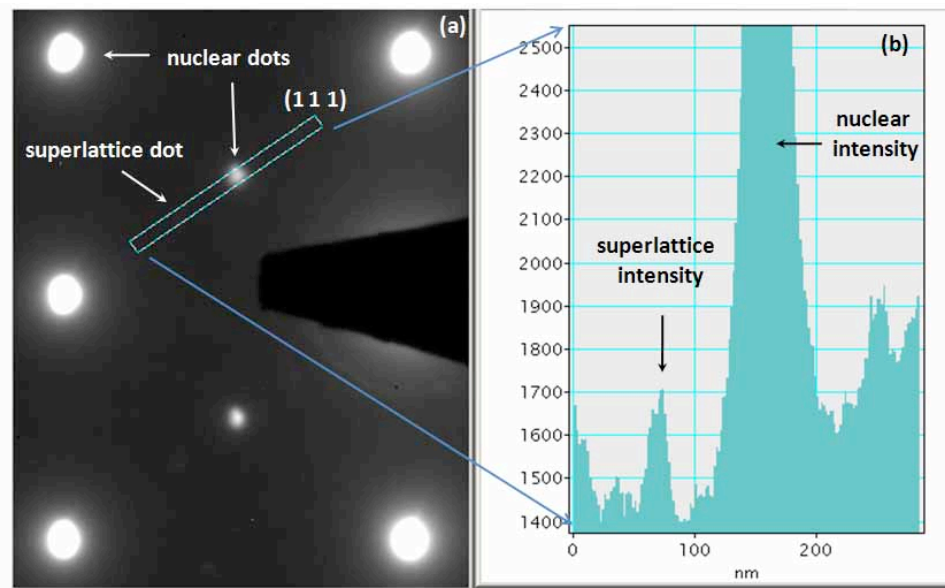 (a)
nuclear dots
(1 1 1)
superlattice dot
(b)
2500
2400
nuclear
intensity
2300
2200
2100
superlattice
intensity
2000
1900
1800
1700
1600
1500
1400
0 100 200
nm